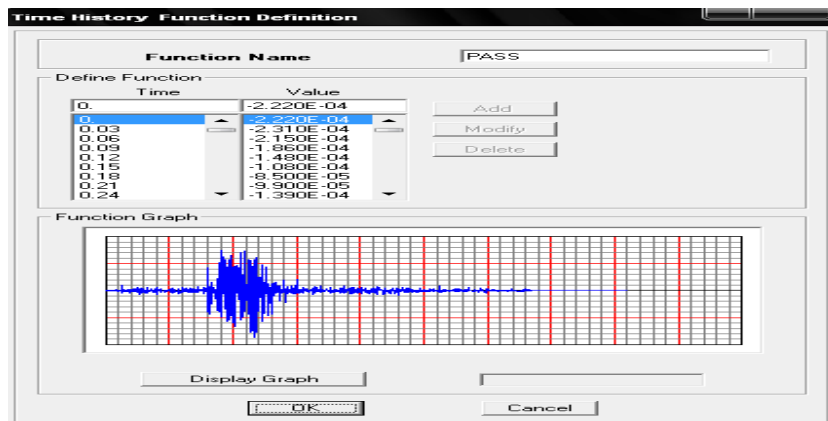 Time History Function Definition
Function Name
PASS
Define Function
Time Value
0. -2.220E-04
0. -2.220E-04
0.03 -2.310E-04
0.06 -2.150E-04
0.09 -1.860E-04
0.12 -1.480E-04
0.15 -1.080E-04
0.18 -8.500E-05
0.21 -9.900E-05
0.24 -1.390E-04
Add
Modify
Delete
Function Graph
Display Graph
OK
Cancel